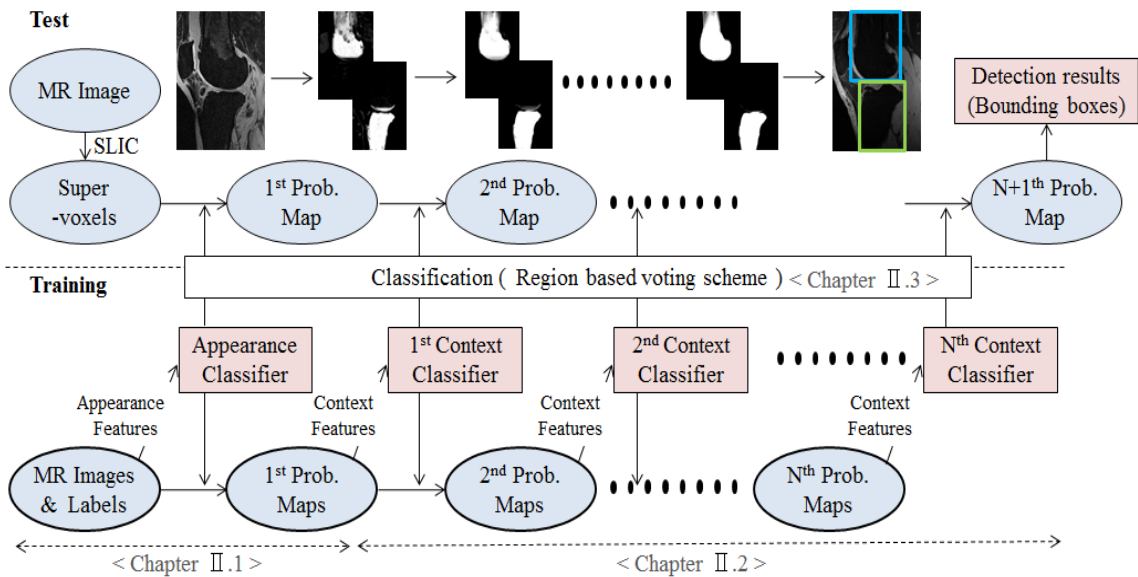 Test
MR Image
SLIC
Super
-voxels
1st Prob.
Map
2nd Prob.
Map
N+1th Prob.
Map
Detection results
(Bounding boxes)
Classification ( Region based voting scheme ) < Chapter Ⅱ.3 >
Training
Appearance
Classifier
1st Context
Classifier
2nd Context
Classifier
Nth Context
Classifier
Appearance
Features
Context
Features
Context
Features
Context
Features
MR Images
& Labels
1st Prob.
Maps
2nd Prob.
Maps
Nth Prob.
Maps
< Chapter Ⅱ.1 >
< Chapter Ⅱ.2 >